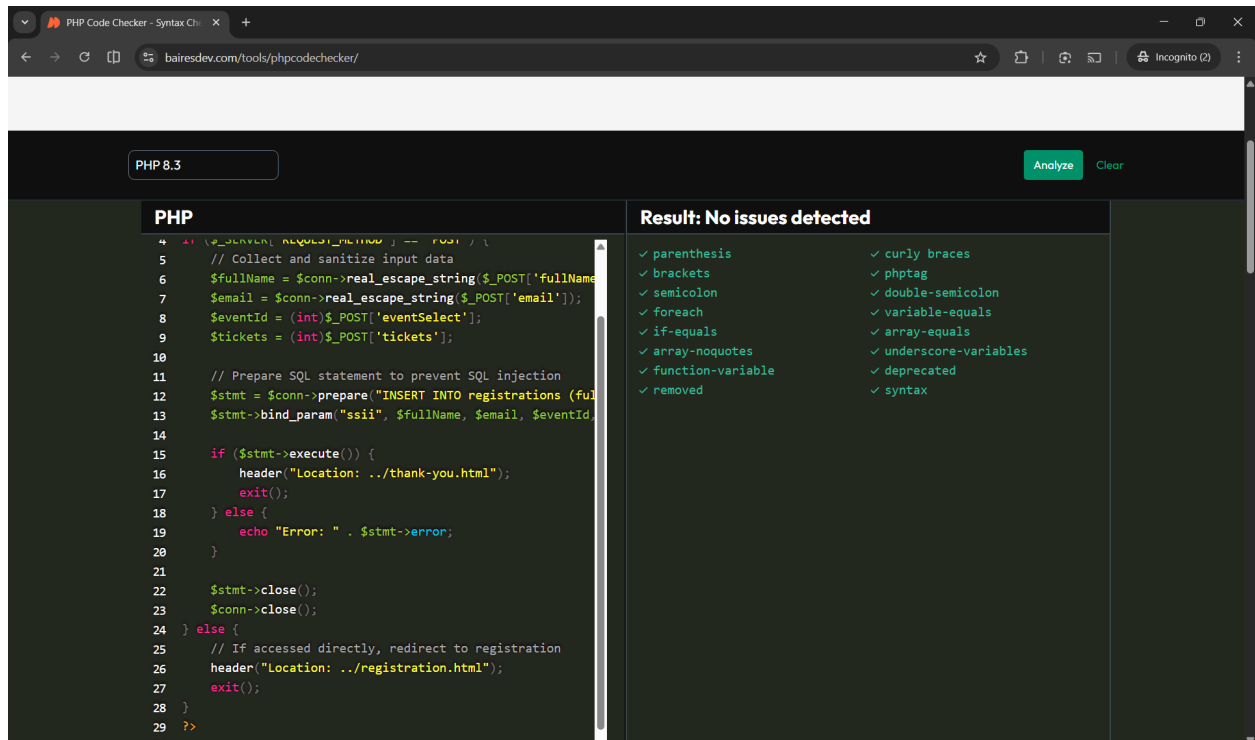 PHP Code Checker - Syntax Che
bairesdev.com/tools/phpcodechecker/
Incognito (2)
PHP 8.3
Analyze
Clear
PHP
4 if ($_SERVER["REQUEST_METHOD"] == "POST") {
5 // Collect and sanitize input data
6 $fullName = $conn->real_escape_string($_POST['fullName
7 $email = $conn->real_escape_string($_POST['email']);
8 $eventId = (int)$_POST['eventSelect'];
9 $tickets = (int)$_POST['tickets'];
10
11 // Prepare SQL statement to prevent SQL injection
12 $stmt = $conn->prepare("INSERT INTO registrations (ful
13 $stmt->bind_param("ssii", $fullName, $email, $eventId,
14
15 if ($stmt->execute()) {
16 header("Location: ../thank-you.html");
17 exit();
18 } else {
19 echo "Error: " . $stmt->error;
20 }
21
22 $stmt->close();
23 $conn->close();
24 } else {
25 // If accessed directly, redirect to registration
26 header("Location: ../registration.html");
27 exit();
28 }
29 ?>
Result: No issues detected
✓ parenthesis
✓ brackets
✓ semicolon
✓ foreach
✓ if-equals
✓ array-noquotes
✓ function-variable
✓ removed
✓ curly braces
✓ phptag
✓ double-semicolon
✓ variable-equals
✓ array-equals
✓ underscore-variables
✓ deprecated
✓ syntax